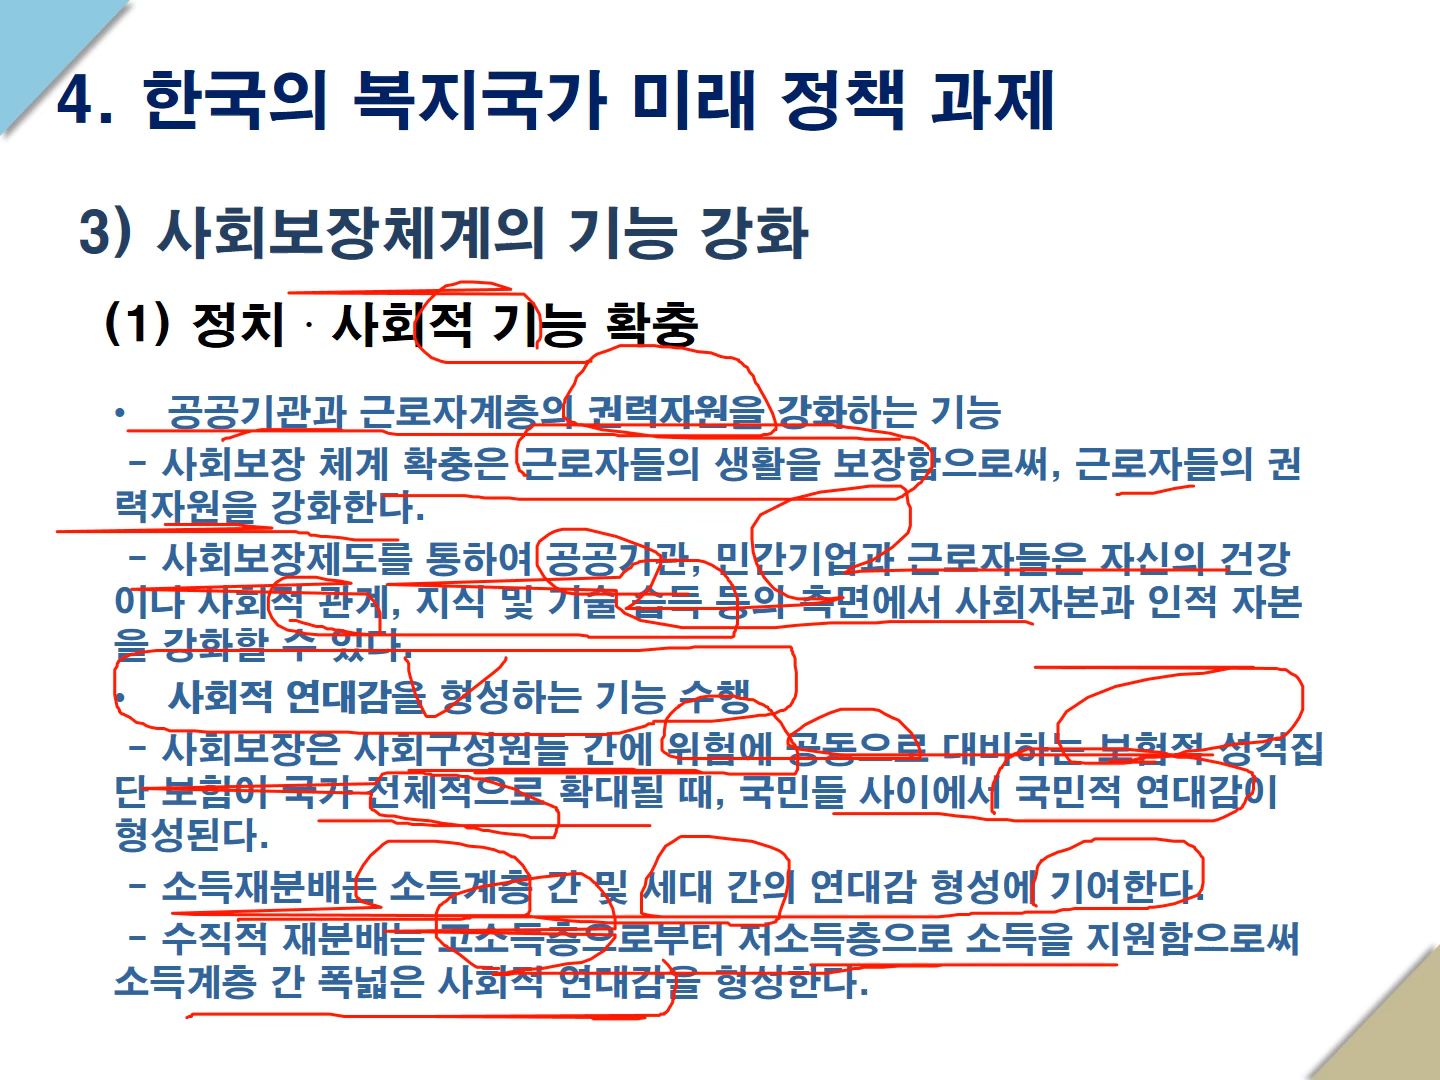 4. 한국의 복지국가 미래 정책 과제
3) 사회보장체계의 기능 강화
(1) 정치 · 사회적 기능 확충
• 공공기관과 근로자계층의 권력자원을 강화하는 기능
- 사회보장 체계 확충은 근로자들의 생활을 보장함으로써, 근로자들의 권
력자원을 강화한다.
- 사회보장제도를 통하여 공공기관, 민간기업과 근로자들은 자신의 건강
이나 사회적 관계, 지식 및 기술 습득 등의 측면에서 사회자본과 인적 자본
을 강화할 수 있다.
• 사회적 연대감을 형성하는 기능 수행
- 사회보장은 사회구성원들 간에 위험에 공동으로 대비하는 보험적 성격집
단 보험이 국가 전체적으로 확대될 때, 국민들 사이에서 국민적 연대감이
형성된다.
- 소득재분배는 소득계층 간 및 세대 간의 연대감 형성에 기여한다.
- 수직적 재분배는 고소득층으로부터 저소득층으로 소득을 지원함으로써
소득계층 간 폭넓은 사회적 연대감을 형성한다.